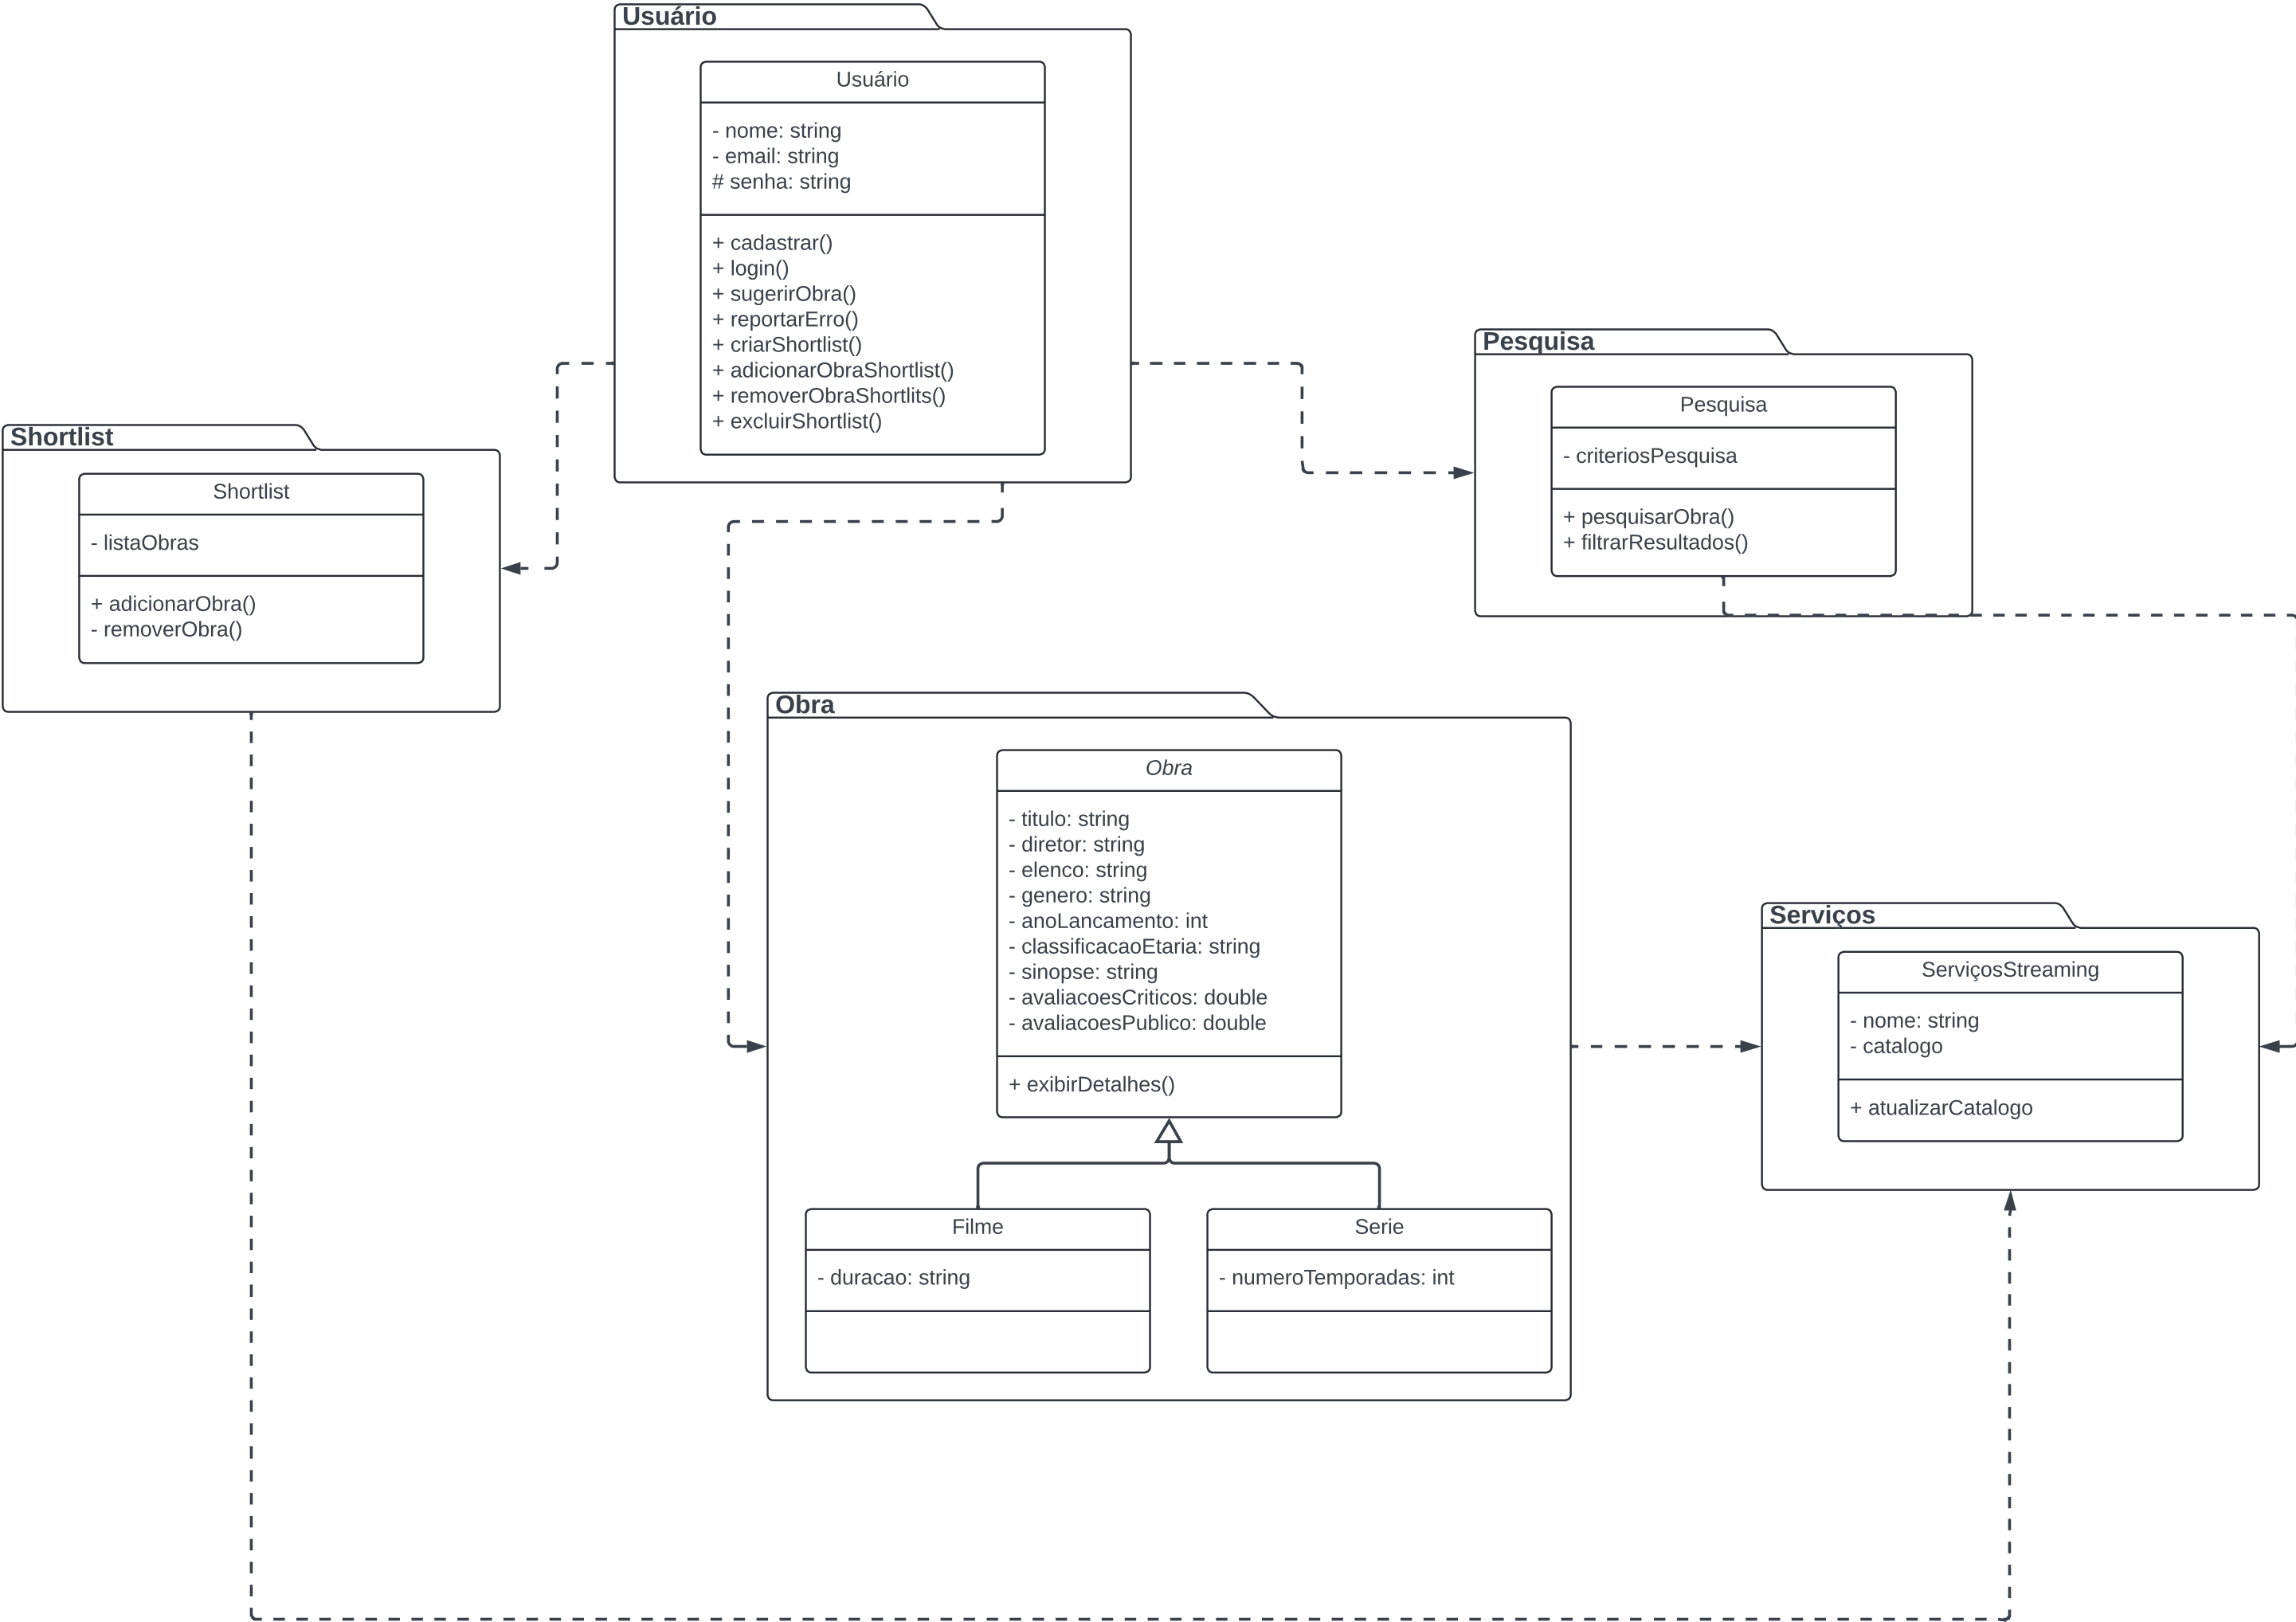 Usuário
Usuário
- nome: string
- email: string
# senha: string
+ cadastrar()
+ login()
+ sugerirObra()
+ reportarErro()
+ criarShortlist()
+ adicionarObraShortlist()
+ removerObraShortlits()
+ excluirShortlist()
Pesquisa
Pesquisa
- criteriosPesquisa
+ pesquisarObra()
+ filtrarResultados()
Shortlist
Shortlist
- listaObras
+ adicionarObra()
- removerObra()
Obra
Obra
- titulo: string
- diretor: string
- elenco: string
- genero: string
- anoLancamento: int
- classificacaoEtaria: string
- sinopse: string
- avaliacoesCriticos: double
- avaliacoesPublico: double
+ exibirDetalhes()
Filme
- duracao: string
Serie
- numeroTemporadas: int
Serviços
ServiçosStreaming
- nome: string
- catalogo
+ atualizarCatalogo